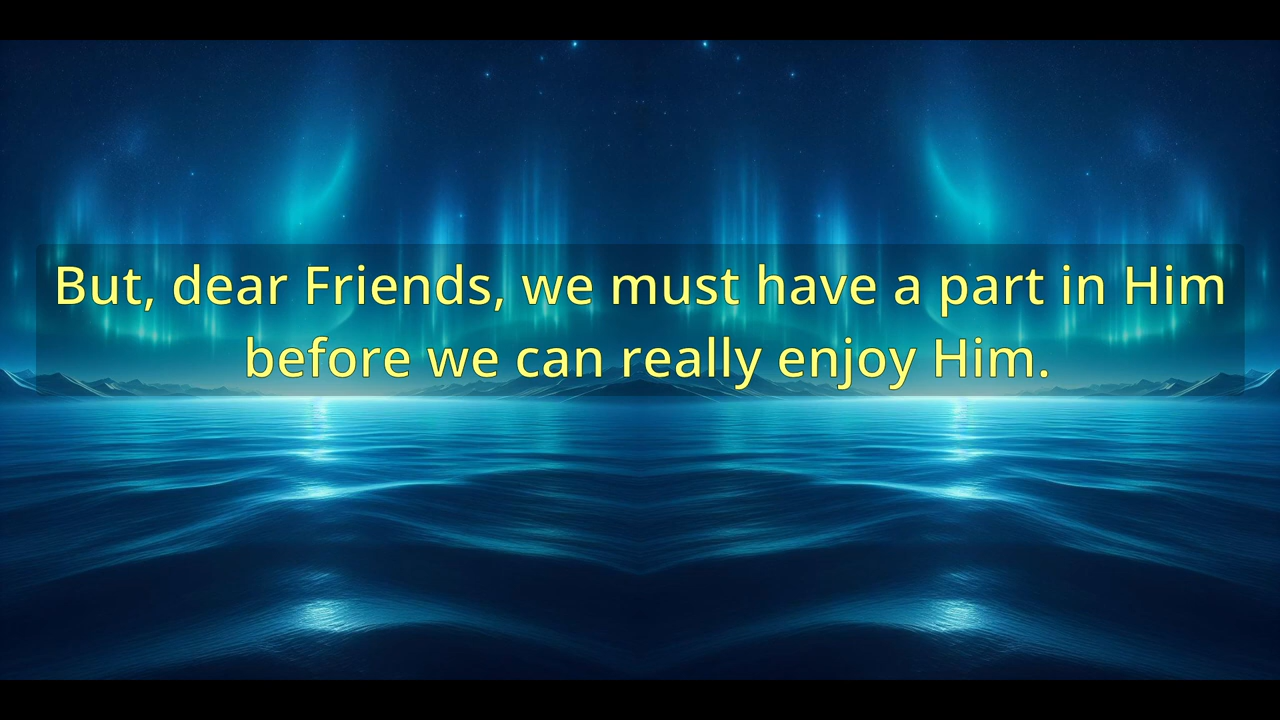 But, dear Friends, we must have a part in Him
before we can really enjoy Him.